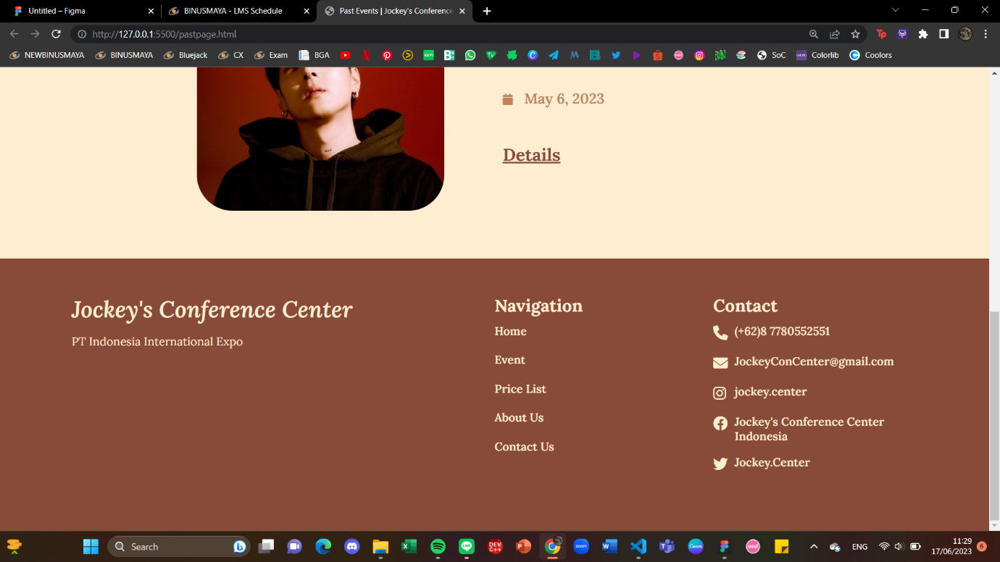 Untitled – Figma
BINUSMAYA - LMS Schedule
Past Events | Jockey's Conference
http://127.0.0.1:5500/pastpage.html
NEWBINUSMAYA
BINUSMAYA
Bluejack
CX
Exam
BGA
SoC
Colorlib
Coolors
May 6, 2023
Details
Jockey's Conference Center
PT Indonesia International Expo
Navigation
Home
Event
Price List
About Us
Contact Us
Contact
(+62)8 7780552551
JockeyConCenter@gmail.com
jockey.center
Jockey's Conference Center
Indonesia
Jockey.Center
Search
ENG
11:29
17/06/2023
6